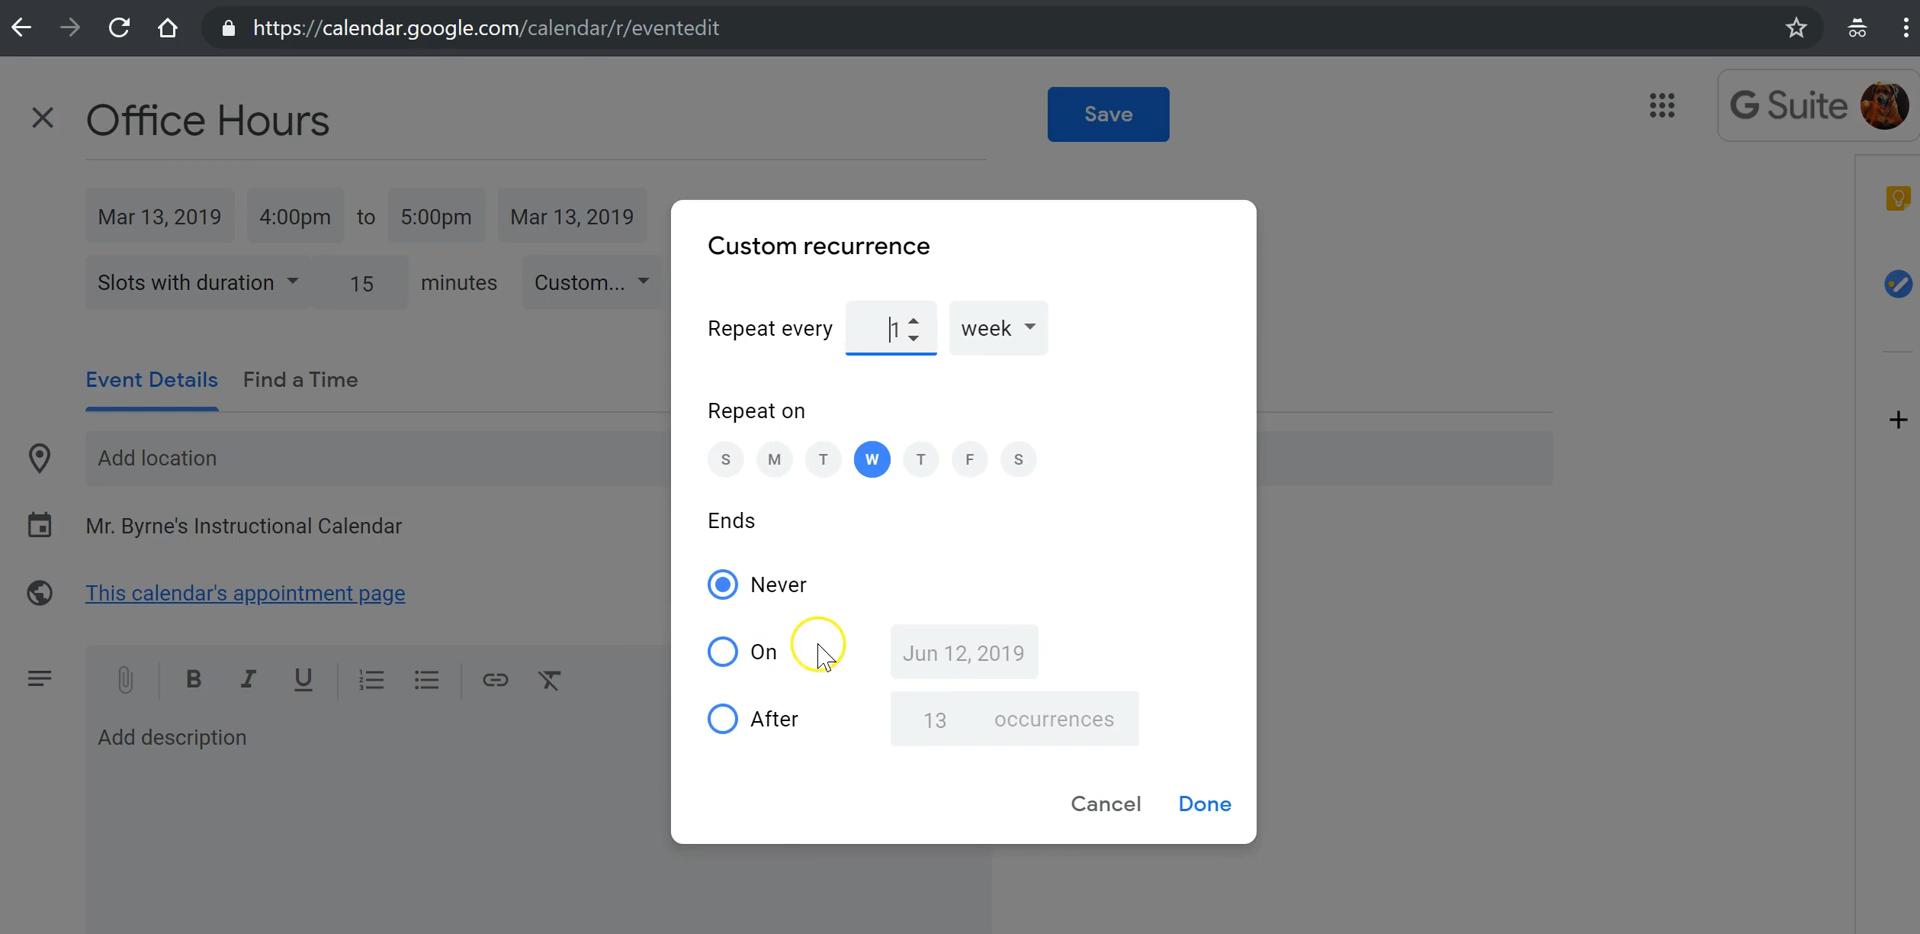 https://calendar.google.com/calendar/r/eventedit
Office Hours
Save
G Suite
Mar 13, 2019 4:00pm to 5:00pm Mar 13, 2019
Slots with duration 15 minutes Custom...
Event Details Find a Time
Add location
Mr. Byrne's Instructional Calendar
This calendar's appointment page
B I U
Add description
Custom recurrence
Repeat every 1 week
Repeat on
S M T W T F S
Ends
Never
On Jun 12, 2019
After 13 occurrences
Cancel Done